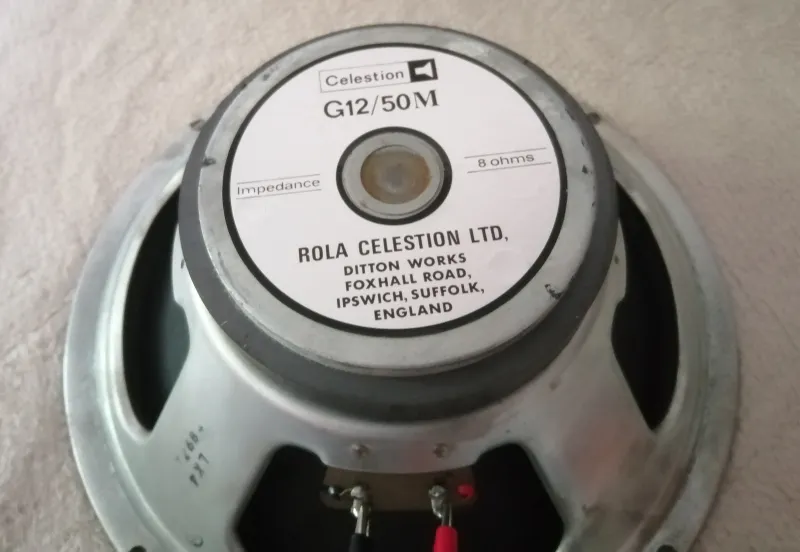 Celestion
G12/50M
Impedance
8 ohms
ROLA CELESTION LTD,
DITTON WORKS
FOXHALL ROAD,
IPSWICH, SUFFOLK,
ENGLAND